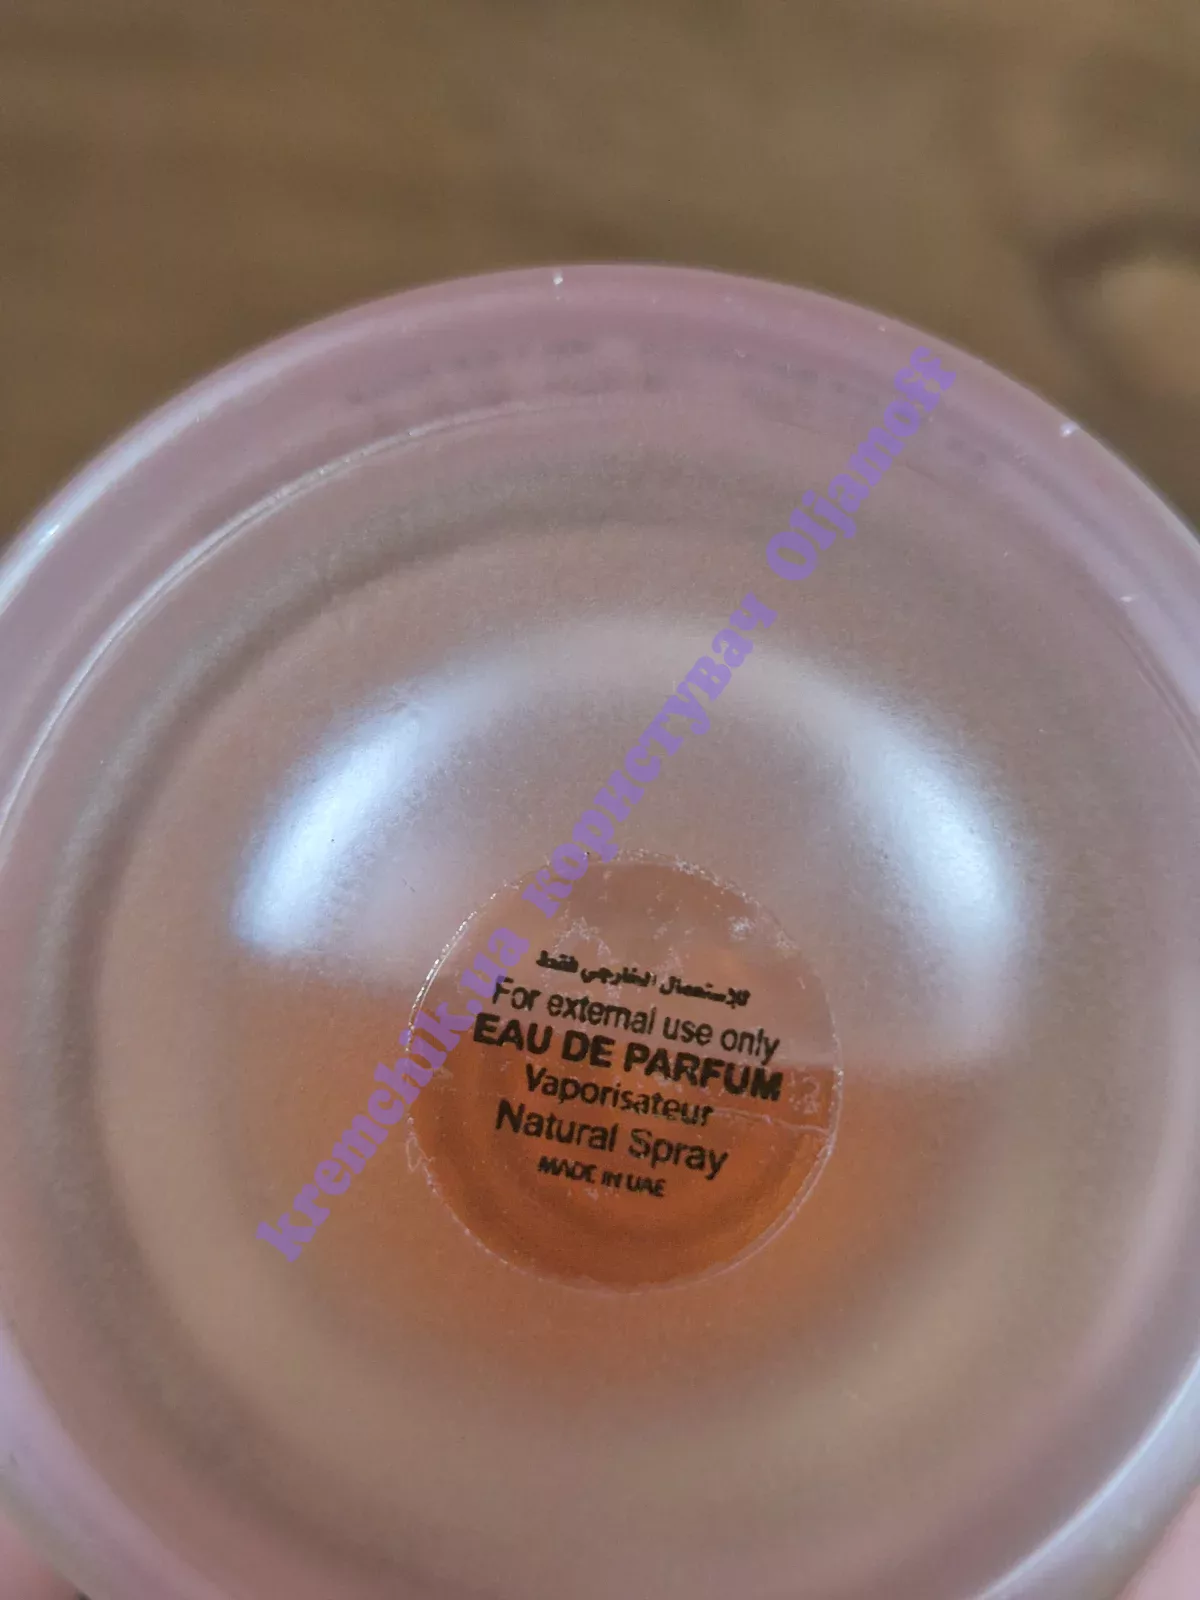 للإستعمال الخارجي فقط
For external use only
EAU DE PARFUM
Vaporisateur
Natural Spray
MADE IN UAE
kremchik.ua користувач Oljamoff